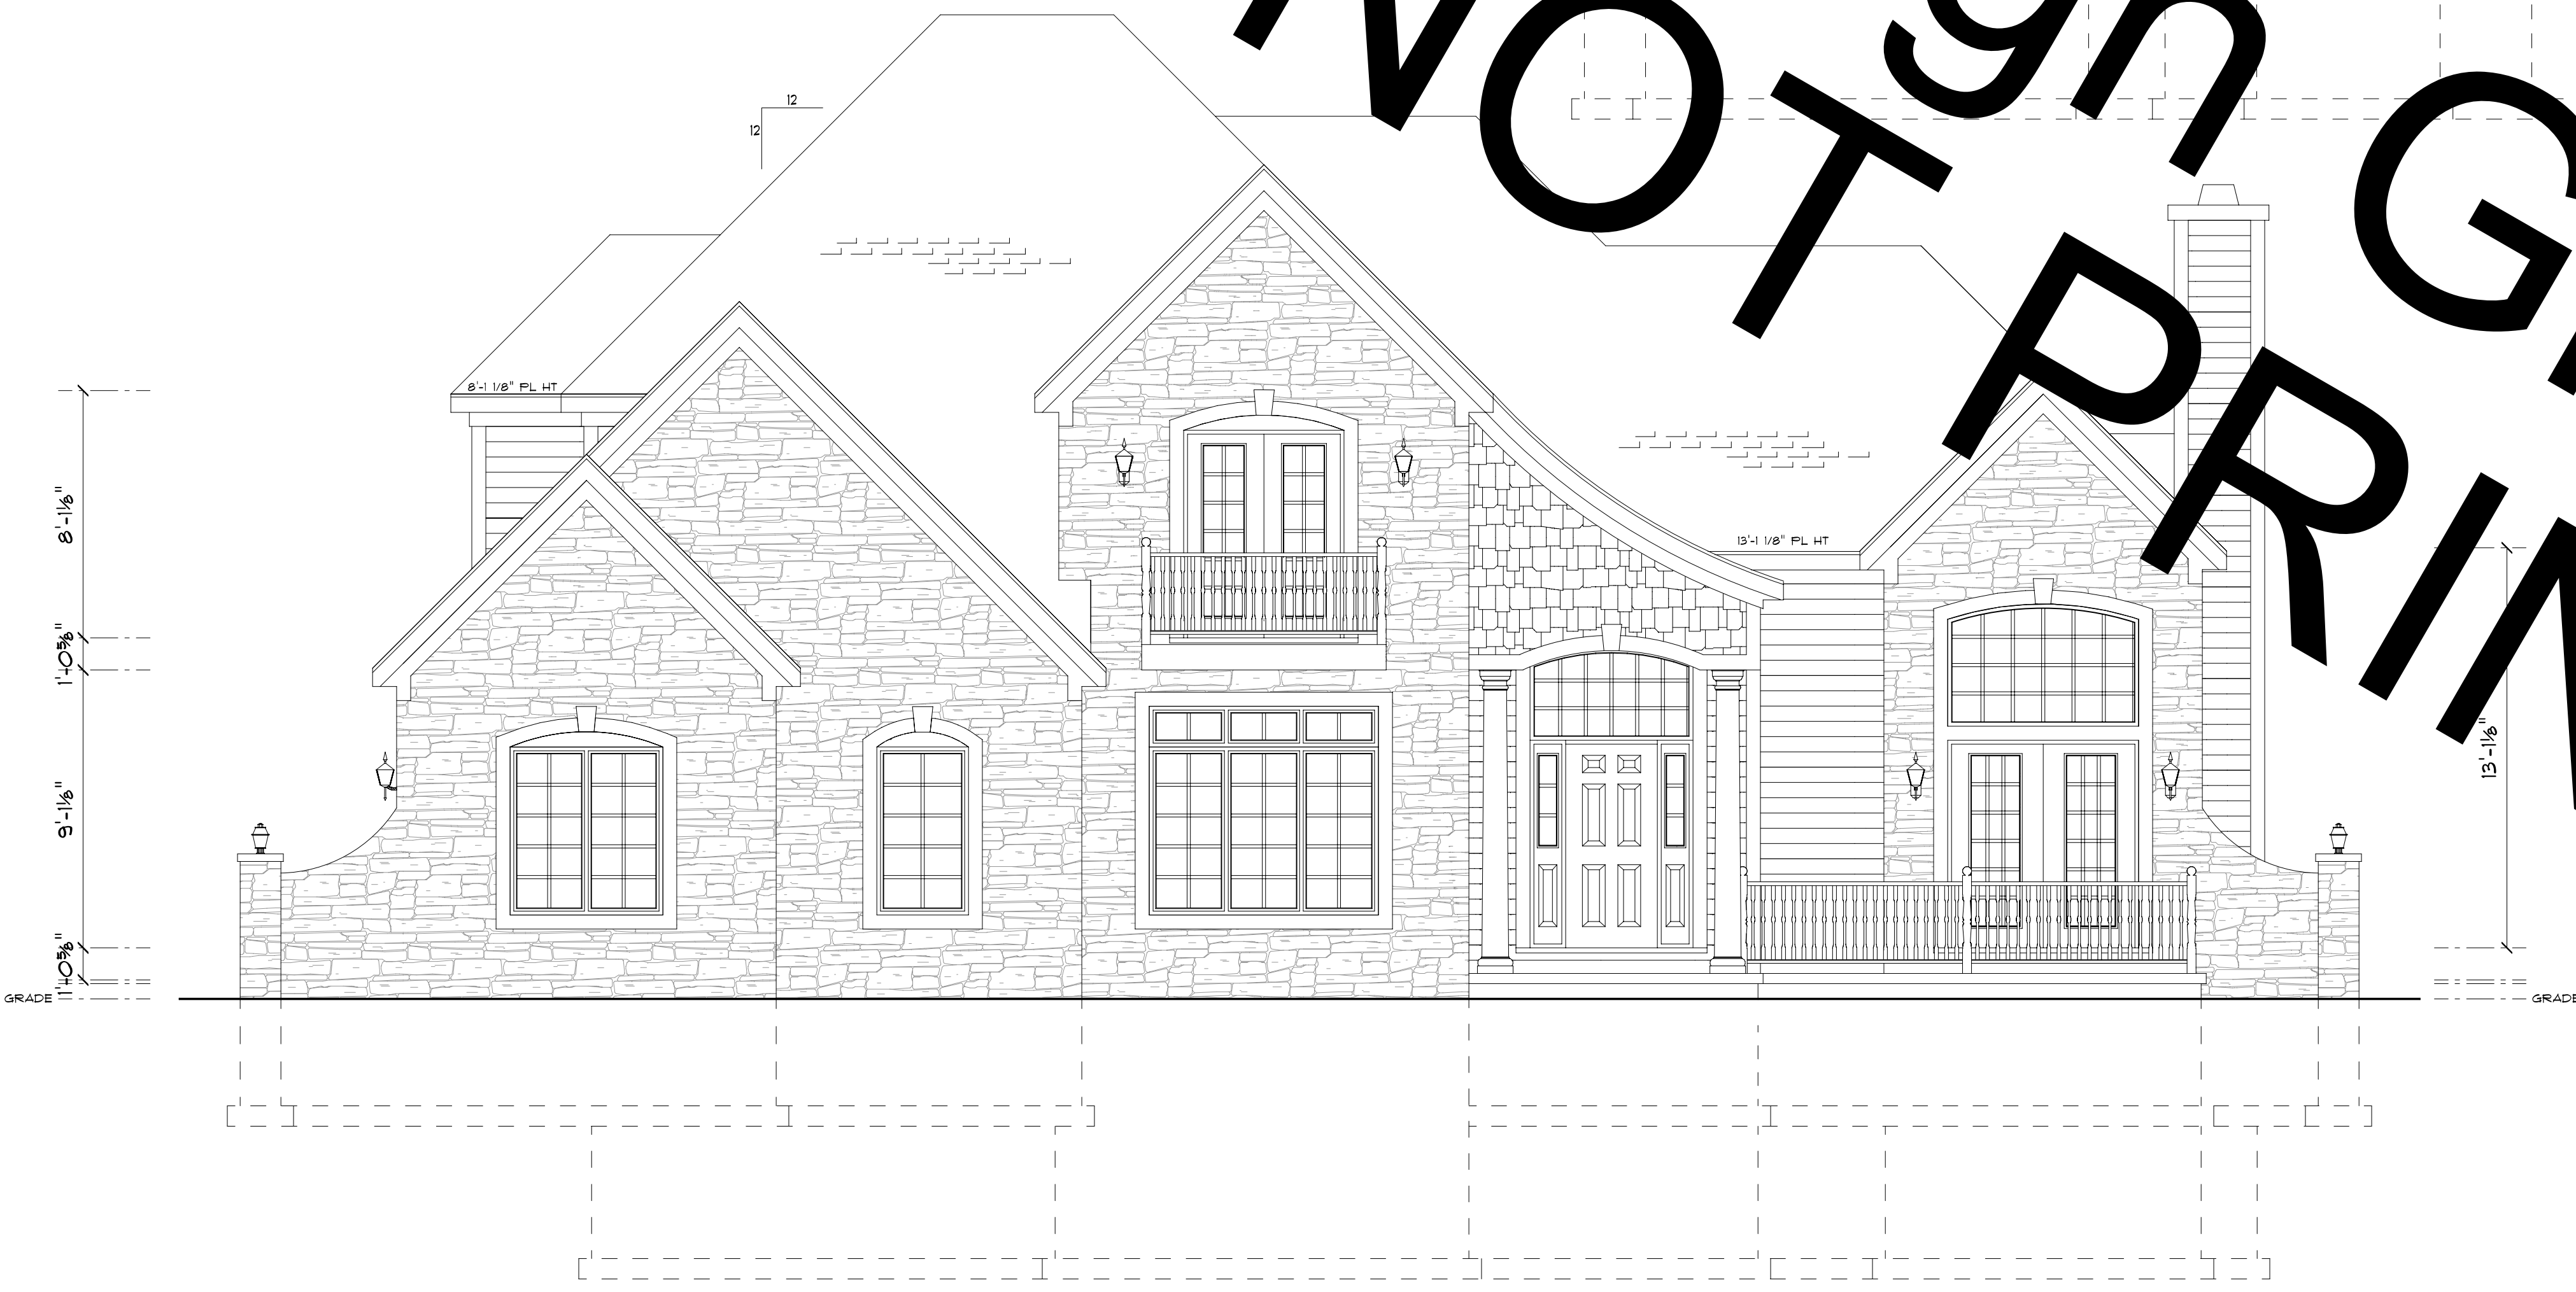 gn G
NOT PRIN
12
12
8'-1 1/8" PL HT
13'-1 1/8" PL HT
8'-1⅛"
1'-0⅝"
9'-1⅛"
1'-0⅝"
GRADE
13'-1⅛"
GRADE